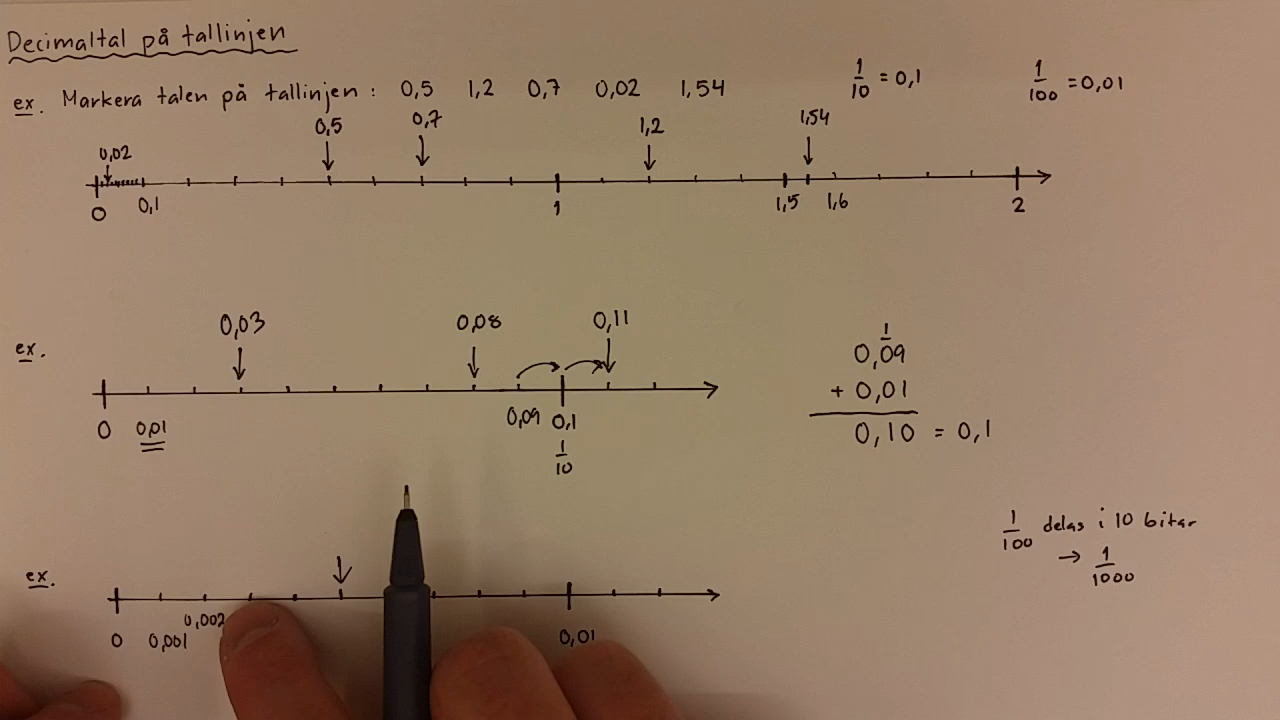 Decimaltal på tallinjen
ex. Markera talen på tallinjen : 0,5 1,2 0,7 0,02 1,54
1/10 = 0,1
1/100 = 0,01
0,02 0,5 0,7 1,2 1,54
0 0,1 1 1,5 1,6 2
ex.
0,03 0,08 0,11
0 0,01 0,09 0,1
1/10
1
0,09
+ 0,01
0,10 = 0,1
1/100 delas i 10 bitar
→ 1/1000
ex.
0 0,001 0,002 0,01